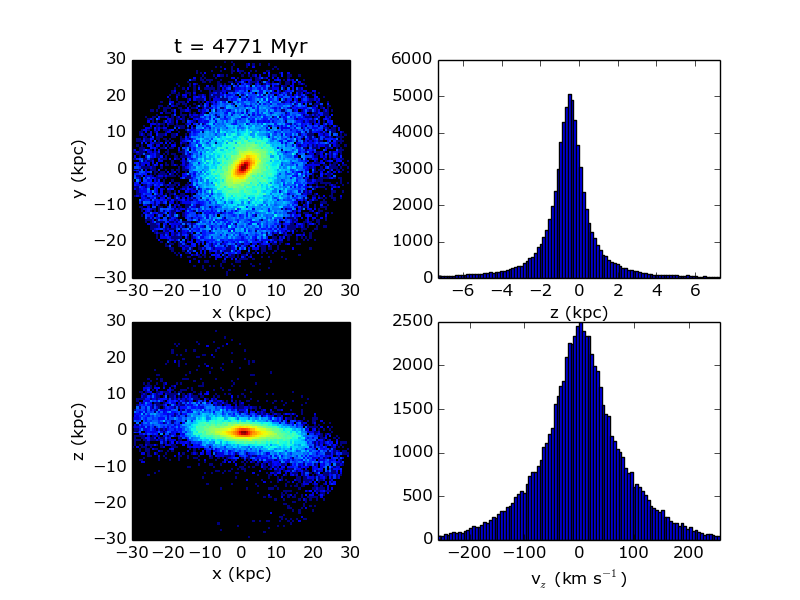 t = 4771 Myr
30
20
10
0
−10
−20
−30
y (kpc)
−30 −20 −10 0 10 20 30
x (kpc)
6000
5000
4000
3000
2000
1000
0
−6 −4 −2 0 2 4 6
z (kpc)
30
20
10
0
−10
−20
−30
z (kpc)
−30 −20 −10 0 10 20 30
x (kpc)
2500
2000
1500
1000
500
0
−200 −100 0 100 200
v_z (km s⁻¹)